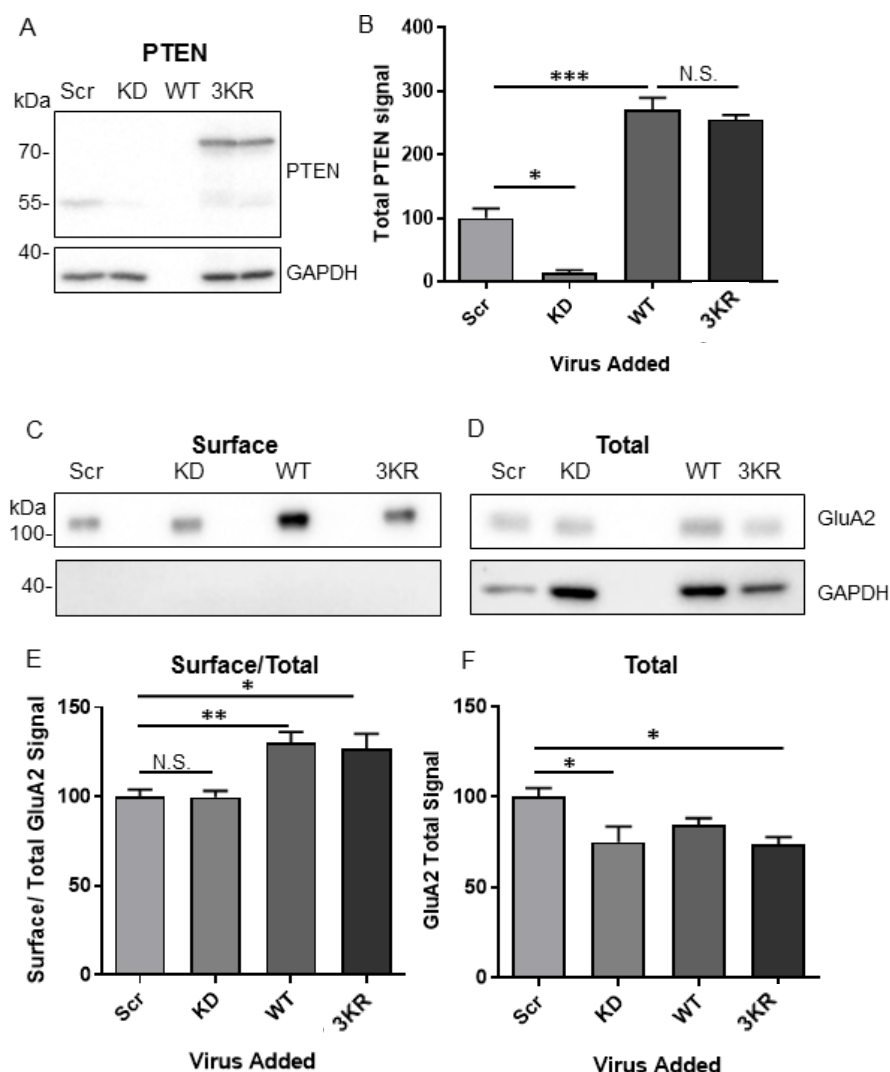 A
PTEN
Scr KD WT 3KR
kDa
70-
55-
40-
PTEN
GAPDH
B
Total PTEN signal
400
300
200
100
0
***
N.S.
*
Scr KD WT 3KR
Virus Added
C
Surface
Scr KD WT 3KR
kDa
100-
40-
D
Total
Scr KD WT 3KR
GluA2
GAPDH
E
Surface/Total
Surface/ Total GluA2 Signal
150
100
50
0
*
**
N.S.
Scr KD WT 3KR
Virus Added
F
Total
GluA2 Total Signal
150
100
50
0
*
*
Scr KD WT 3KR
Virus Added